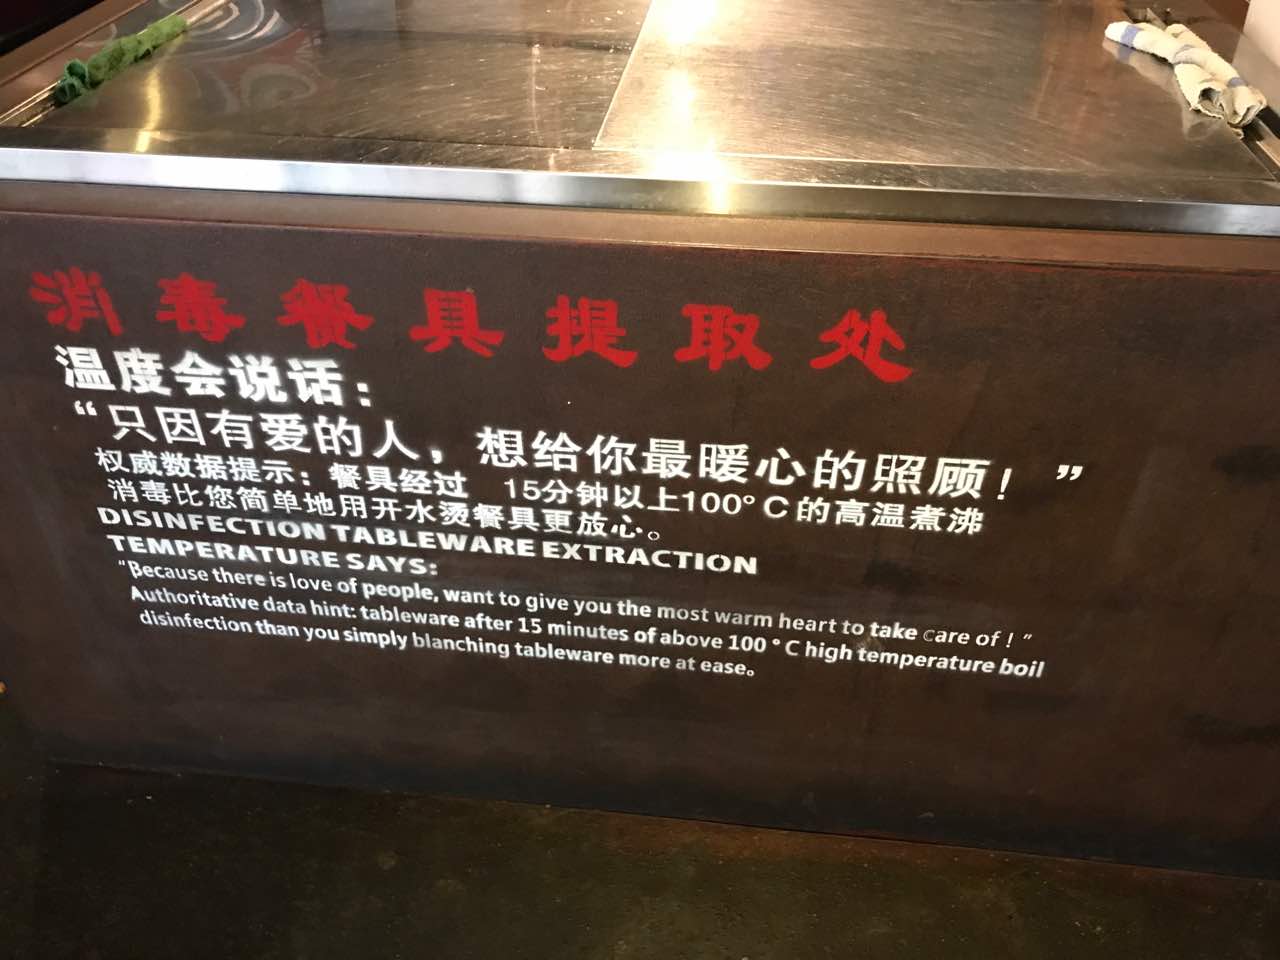 消毒餐具提取处
温度会说话：
“只因有爱的人，想给你最暖心的照顾！”
权威数据提示：餐具经过 15分钟以上100°C的高温煮沸
消毒比您简单地用开水烫餐具更放心。
DISINFECTION TABLEWARE EXTRACTION
TEMPERATURE SAYS:
“Because there is love of people, want to give you the most warm heart to take care of！”
Authoritative data hint: tableware after 15 minutes of above 100 °C high temperature boil
disinfection than you simply blanching tableware more at ease。